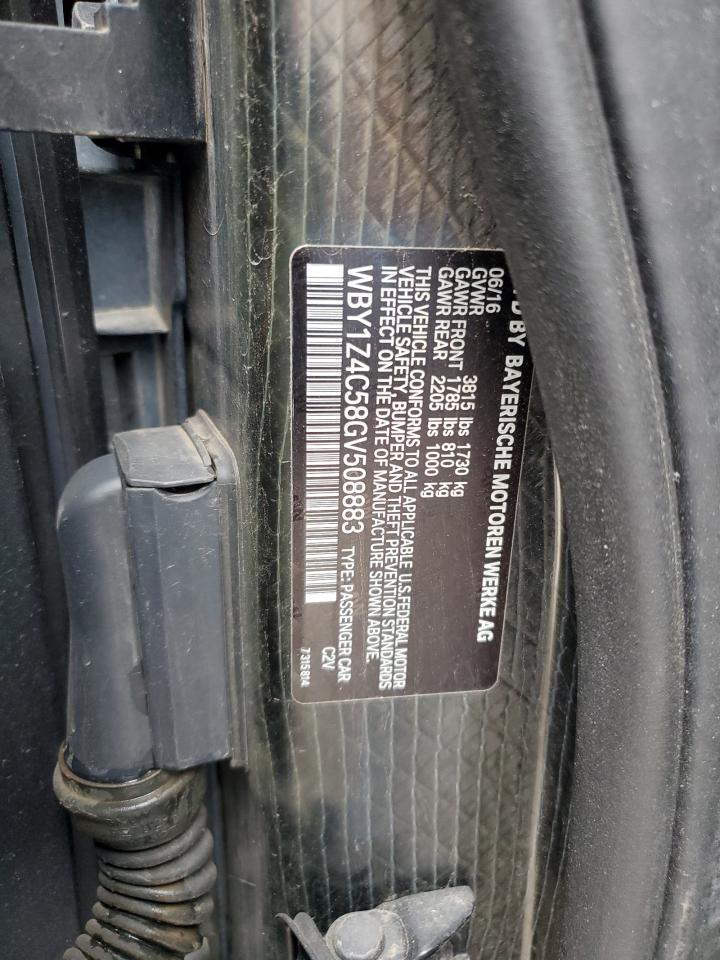 BY BAYERISCHE MOTOREN WERKE AG
06/16
GVWR 3815 lbs 1730 kg
GAWR FRONT 1785 lbs 810 kg
GAWR REAR 2205 lbs 1000 kg
THIS VEHICLE CONFORMS TO ALL APPLICABLE U.S. FEDERAL MOTOR
VEHICLE SAFETY, BUMPER AND THEFT PREVENTION STANDARDS
IN EFFECT ON THE DATE OF MANUFACTURE SHOWN ABOVE.
WBY1Z4C58GV508883 TYPE: PASSENGER CAR
C2V
7315814